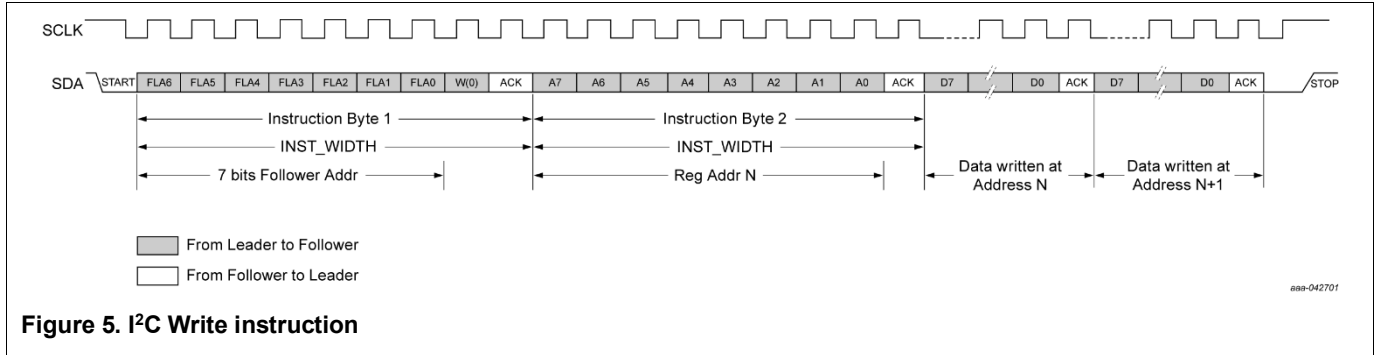 SCLK
SDA START FLA6 FLA5 FLA4 FLA3 FLA2 FLA1 FLA0 W(0) ACK A7 A6 A5 A4 A3 A2 A1 A0 ACK D7 D0 ACK D7 D0 ACK STOP
Instruction Byte 1 Instruction Byte 2
INST_WIDTH INST_WIDTH
7 bits Follower Addr Reg Addr N Data written at Address N Data written at Address N+1
From Leader to Follower
From Follower to Leader
aaa-042701
Figure 5. I²C Write instruction